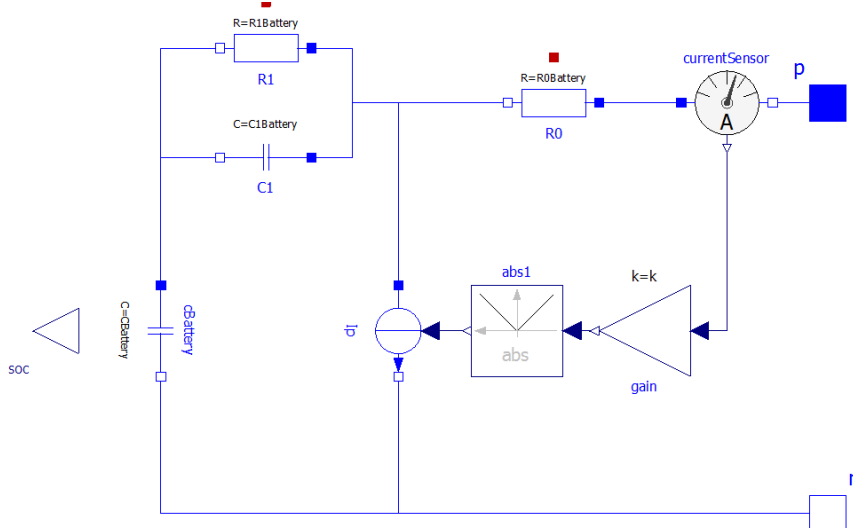 R=R1Battery
R1
C=C1Battery
C1
R=R0Battery
R0
currentSensor
A
p
abs1
abs
k=k
gain
Ip
cBattery
C=CBattery
soc